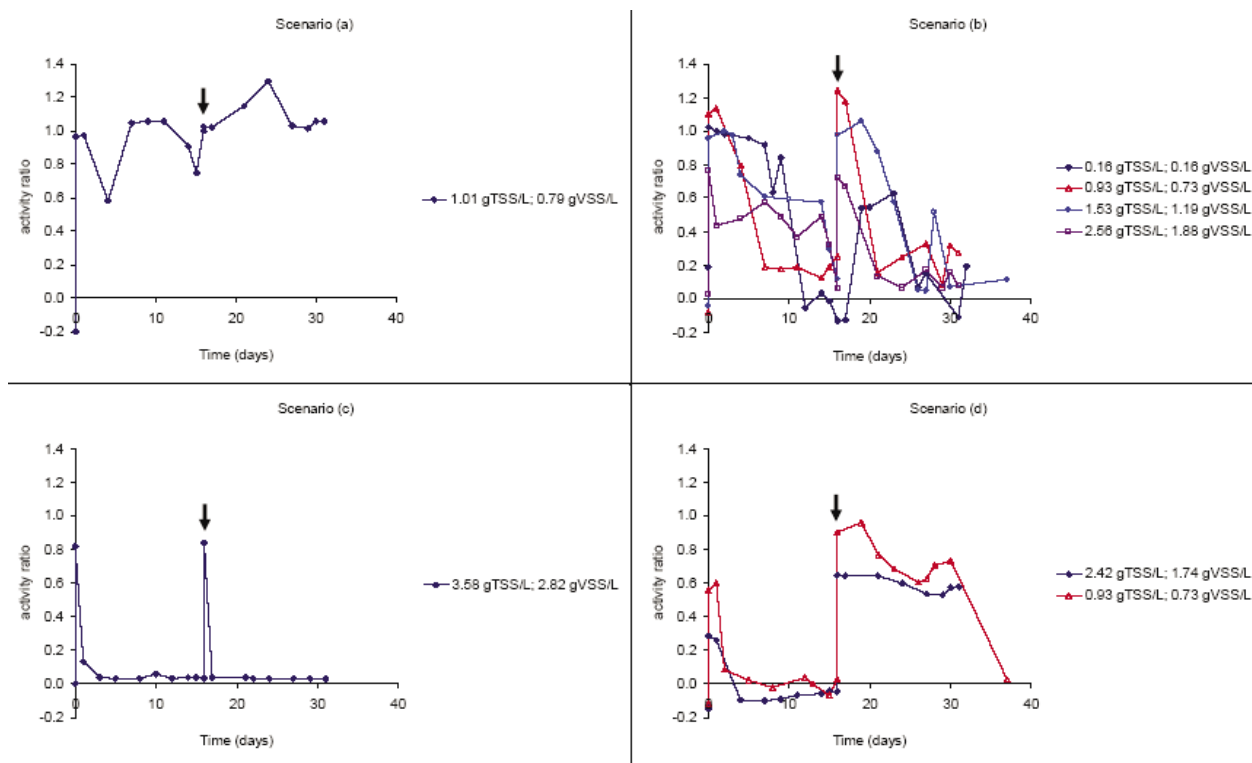 Scenario (a)
activity ratio
1.4
1.2
1.0
0.8
0.6
0.4
0.2
0.0
-0.2
0
10
20
30
40
Time (days)
1.01 gTSS/L; 0.79 gVSS/L
Scenario (b)
activity ratio
1.4
1.2
1.0
0.8
0.6
0.4
0.2
0.0
-0.2
0
10
20
30
40
Time (days)
0.16 gTSS/L; 0.16 gVSS/L
0.93 gTSS/L; 0.73 gVSS/L
1.53 gTSS/L; 1.19 gVSS/L
2.56 gTSS/L; 1.88 gVSS/L
Scenario (c)
activity ratio
1.4
1.2
1.0
0.8
0.6
0.4
0.2
0.0
-0.2
0
10
20
30
40
Time (days)
3.58 gTSS/L; 2.82 gVSS/L
Scenario (d)
activity ratio
1.4
1.2
1.0
0.8
0.6
0.4
0.2
0.0
-0.2
0
10
20
30
40
Time (days)
2.42 gTSS/L; 1.74 gVSS/L
0.93 gTSS/L; 0.73 gVSS/L